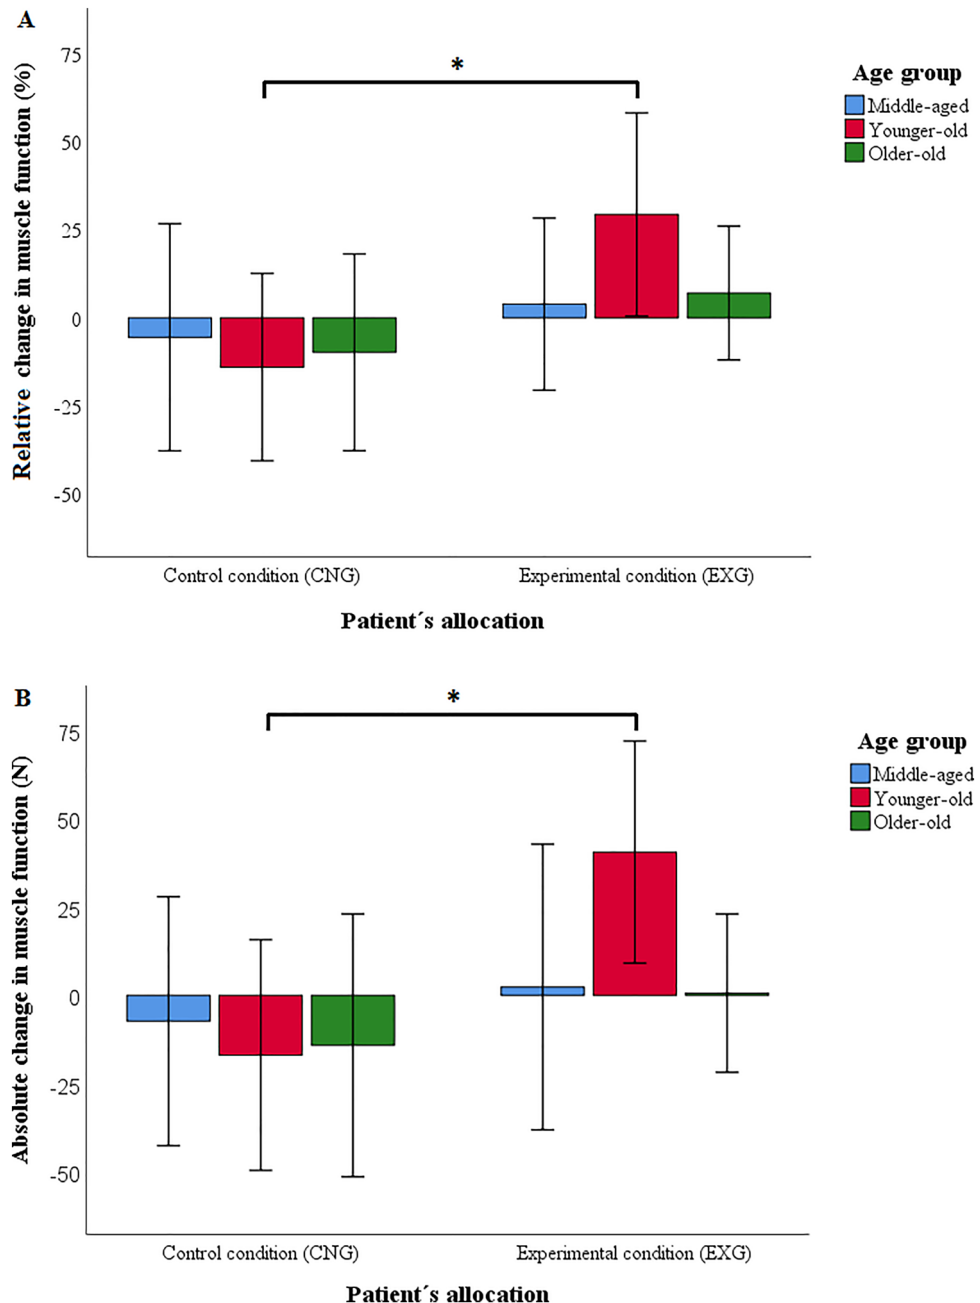 A
Relative change in muscle function (%)
75
50
25
0
-25
-50
*
Age group
Middle-aged
Younger-old
Older-old
Control condition (CNG)
Experimental condition (EXG)
Patient´s allocation
B
Absolute change in muscle function (N)
75
50
25
0
-25
-50
*
Age group
Middle-aged
Younger-old
Older-old
Control condition (CNG)
Experimental condition (EXG)
Patient´s allocation